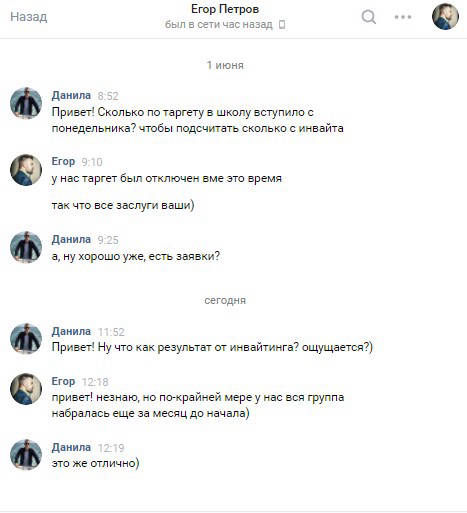 Назад
Егор Петров
был в сети час назад
1 июня
Данила 8:52
Привет! Сколько по таргету в школу вступило с
понедельника? чтобы подсчитать сколько с инвайта
Егор 9:10
у нас таргет был отключен вме это время
так что все заслуги ваши)
Данила 9:25
а, ну хорошо уже, есть заявки?
сегодня
Данила 11:52
Привет! Ну что как результат от инвайтинга? ощущается?)
Егор 12:18
привет! незнаю, но по-крайней мере у нас вся группа
набралась еще за месяц до начала)
Данила 12:19
это же отлично)